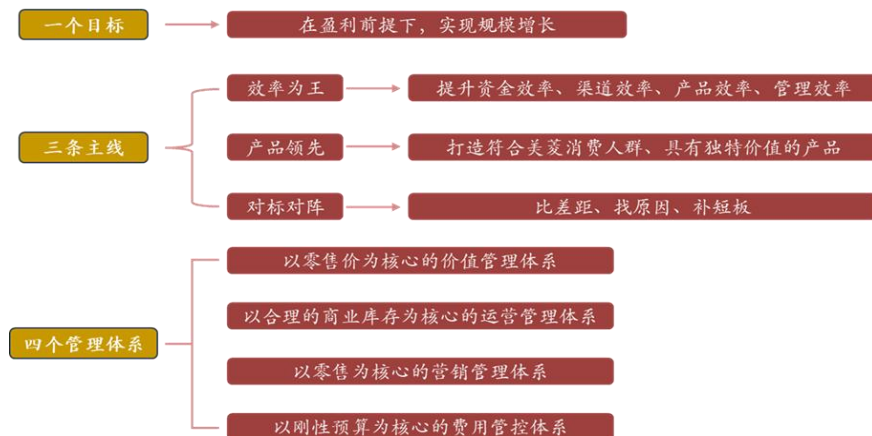 一个目标
在盈利前提下，实现规模增长
三条主线
效率为王
提升资金效率、渠道效率、产品效率、管理效率
产品领先
打造符合美菱消费人群、具有独特价值的产品
对标对阵
比差距、找原因、补短板
四个管理体系
以零售价为核心的价值管理体系
以合理的商业库存为核心的运营管理体系
以零售为核心的营销管理体系
以刚性预算为核心的费用管控体系